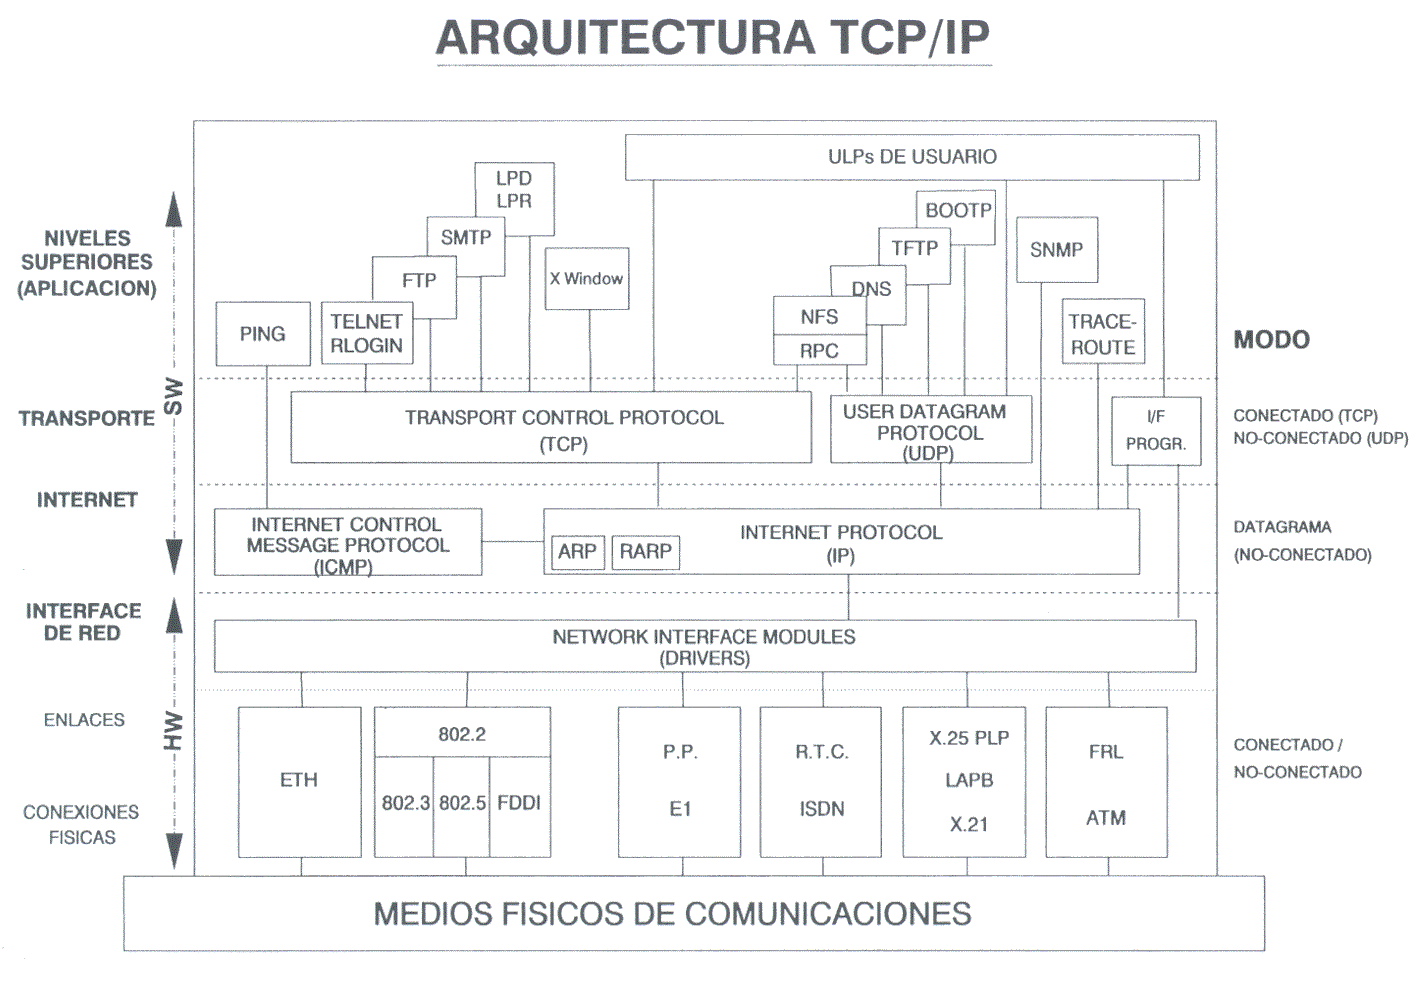 ARQUITECTURA TCP/IP
ULPs DE USUARIO
LPD
LPR
SMTP
FTP
TELNET
RLOGIN
PING
X Window
BOOTP
TFTP
DNS
NFS
RPC
SNMP
TRACE-
ROUTE
NIVELES
SUPERIORES
(APLICACION)
SW
MODO
TRANSPORTE
TRANSPORT CONTROL PROTOCOL
(TCP)
USER DATAGRAM
PROTOCOL
(UDP)
I/F
PROGR.
CONECTADO (TCP)
NO-CONECTADO (UDP)
INTERNET
INTERNET CONTROL
MESSAGE PROTOCOL
(ICMP)
ARP
RARP
INTERNET PROTOCOL
(IP)
DATAGRAMA
(NO-CONECTADO)
INTERFACE
DE RED
NETWORK INTERFACE MODULES
(DRIVERS)
ENLACES
HW
CONEXIONES
FISICAS
ETH
802.2
802.3
802.5
FDDI
P.P.
E1
R.T.C.
ISDN
X.25 PLP
LAPB
X.21
FRL
ATM
CONECTADO /
NO-CONECTADO
MEDIOS FISICOS DE COMUNICACIONES